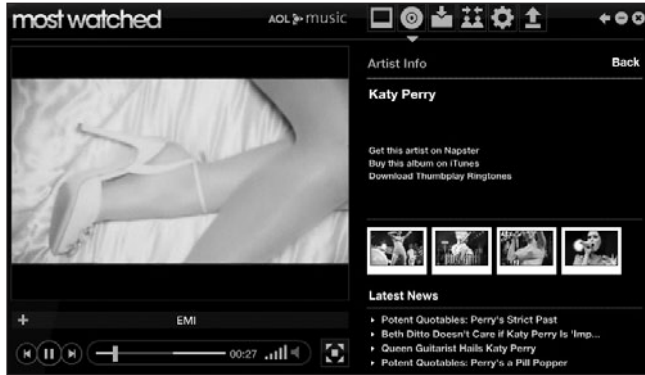 most watched
AOL music
Artist Info
Back
Katy Perry
Get this artist on Napster
Buy this album on iTunes
Download Thumbplay Ringtones
EMI
00:27
Latest News
Potent Quotables: Perry's Strict Past
Beth Ditto Doesn't Care if Katy Perry Is 'Imp...
Queen Guitarist Hails Katy Perry
Potent Quotables: Perry's a Pill Popper